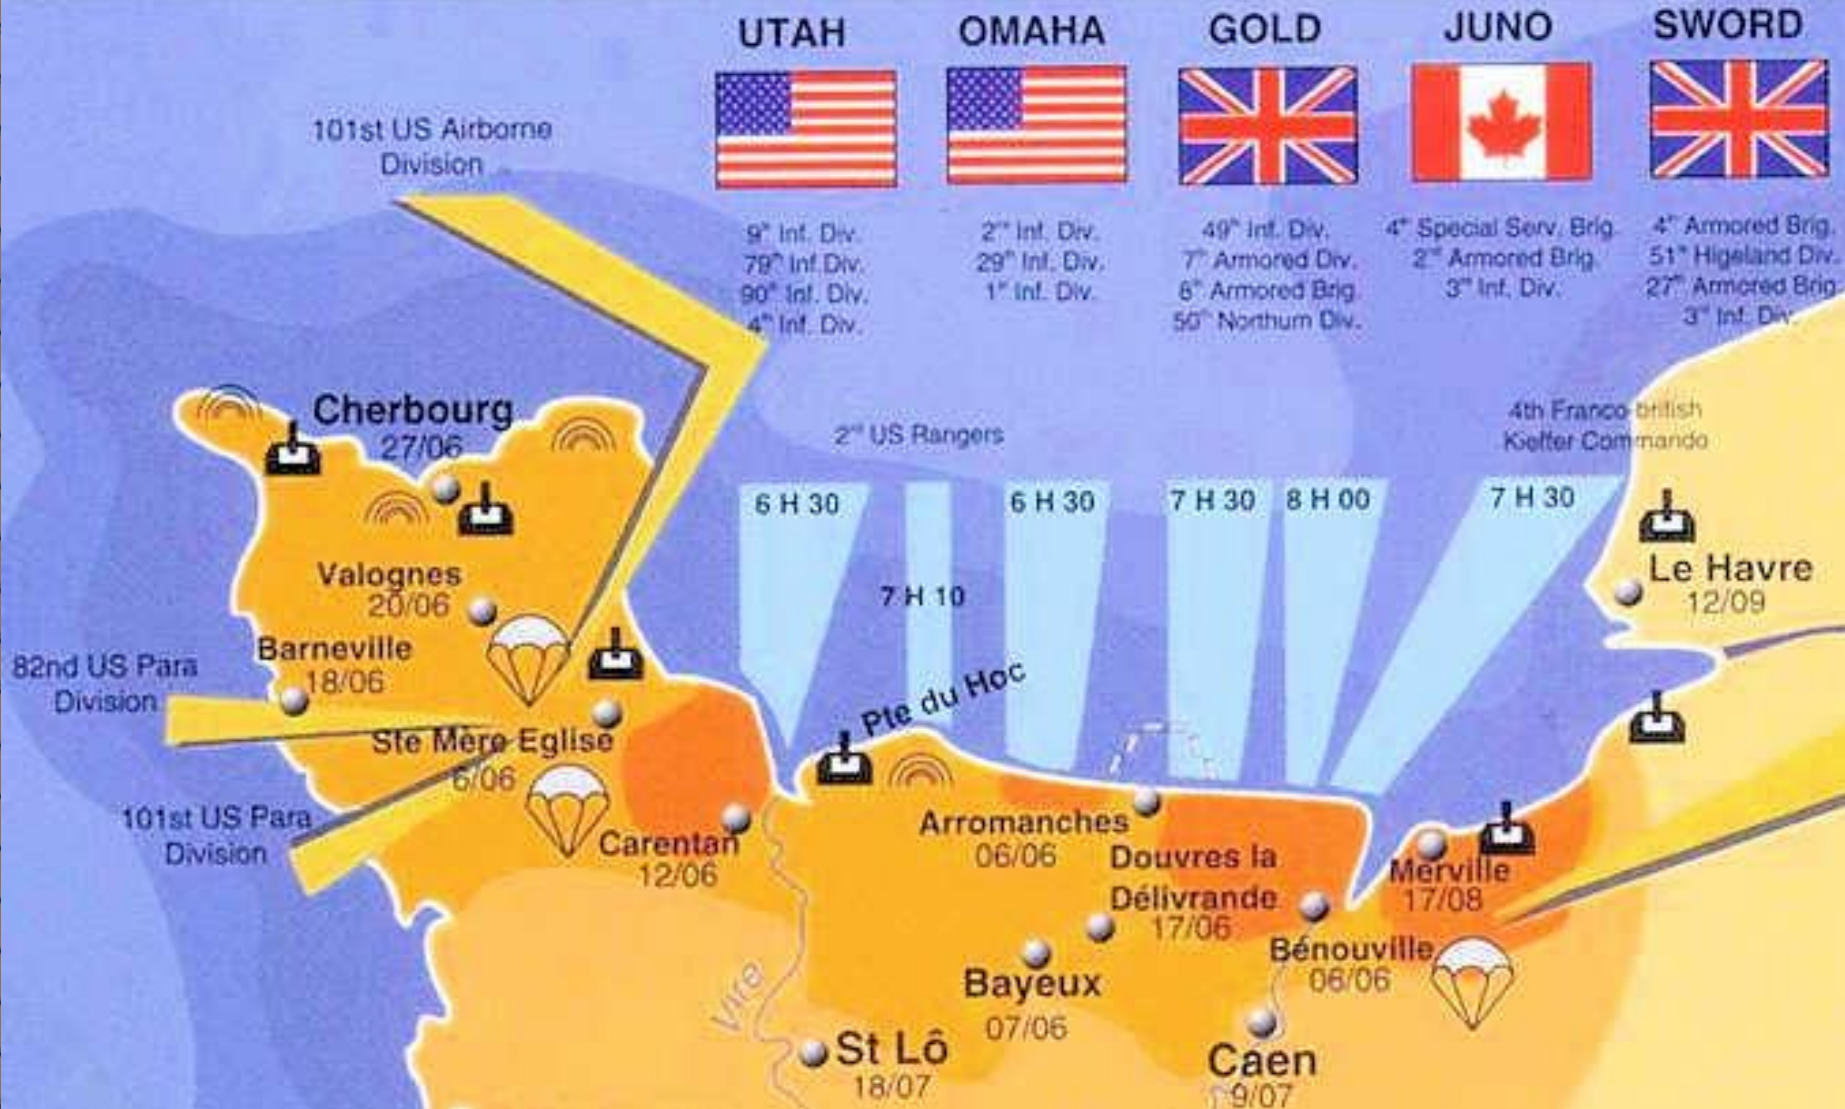 UTAH
OMAHA
GOLD
JUNO
SWORD
101st US Airborne
Division
9th Inf. Div.
79th Inf.Div.
90th Inf. Div.
4th Inf. Div.
2nd Inf. Div.
29th Inf. Div.
1st Inf. Div.
49th Inf. Div.
7th Armored Div.
8th Armored Brig.
50th Northum Div.
4th Special Serv. Brig.
2nd Armored Brig.
3rd Inf. Div.
4th Armored Brig.
51st Higeland Div.
27th Armored Brig.
3rd Inf. Div.
Cherbourg
27/06
2nd US Rangers
4th Franco british
Kieffer Commando
6 H 30
7 H 10
6 H 30
7 H 30
8 H 00
7 H 30
Valognes
20/06
Le Havre
12/09
Barneville
18/06
82nd US Para
Division
Pte du Hoc
Ste Mère Eglise
6/06
101st US Para
Division
Carentan
12/06
Arromanches
06/06
Douvres la
Délivrande
17/06
Merville
17/08
Bénouville
06/06
Bayeux
07/06
Vire
St Lô
18/07
Caen
9/07